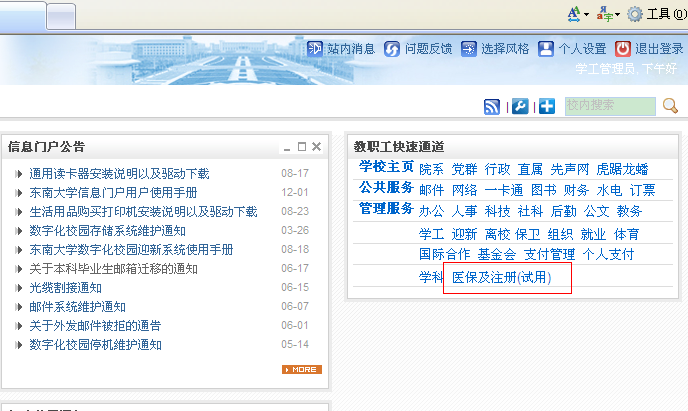 工具(O)
站内消息 问题反馈 选择风格 个人设置 退出登录
学工管理员, 下午好
校内搜索
信息门户公告
通用读卡器安装说明以及驱动下载 08-17
东南大学信息门户用户使用手册 12-01
生活用品购买打印机安装说明以及驱动下载 08-23
数字化校园存储系统维护通知 03-26
东南大学数字化校园迎新系统使用手册 08-18
关于本科毕业生邮箱迁移的通知 06-17
光缆割接通知 06-15
邮件系统维护通知 06-07
关于外发邮件被拒的通告 06-01
数字化校园停机维护通知 05-14
MORE
教职工快速通道
学校主页 院系 党群 行政 直属 先声网 虎踞龙蟠
公共服务 邮件 网络 一卡通 图书 财务 水电 订票
管理服务 办公 人事 科技 社科 后勤 公文 教务
学工 迎新 离校 保卫 组织 就业 体育
国际合作 基金会 支付管理 个人支付
学科 医保及注册(试用)